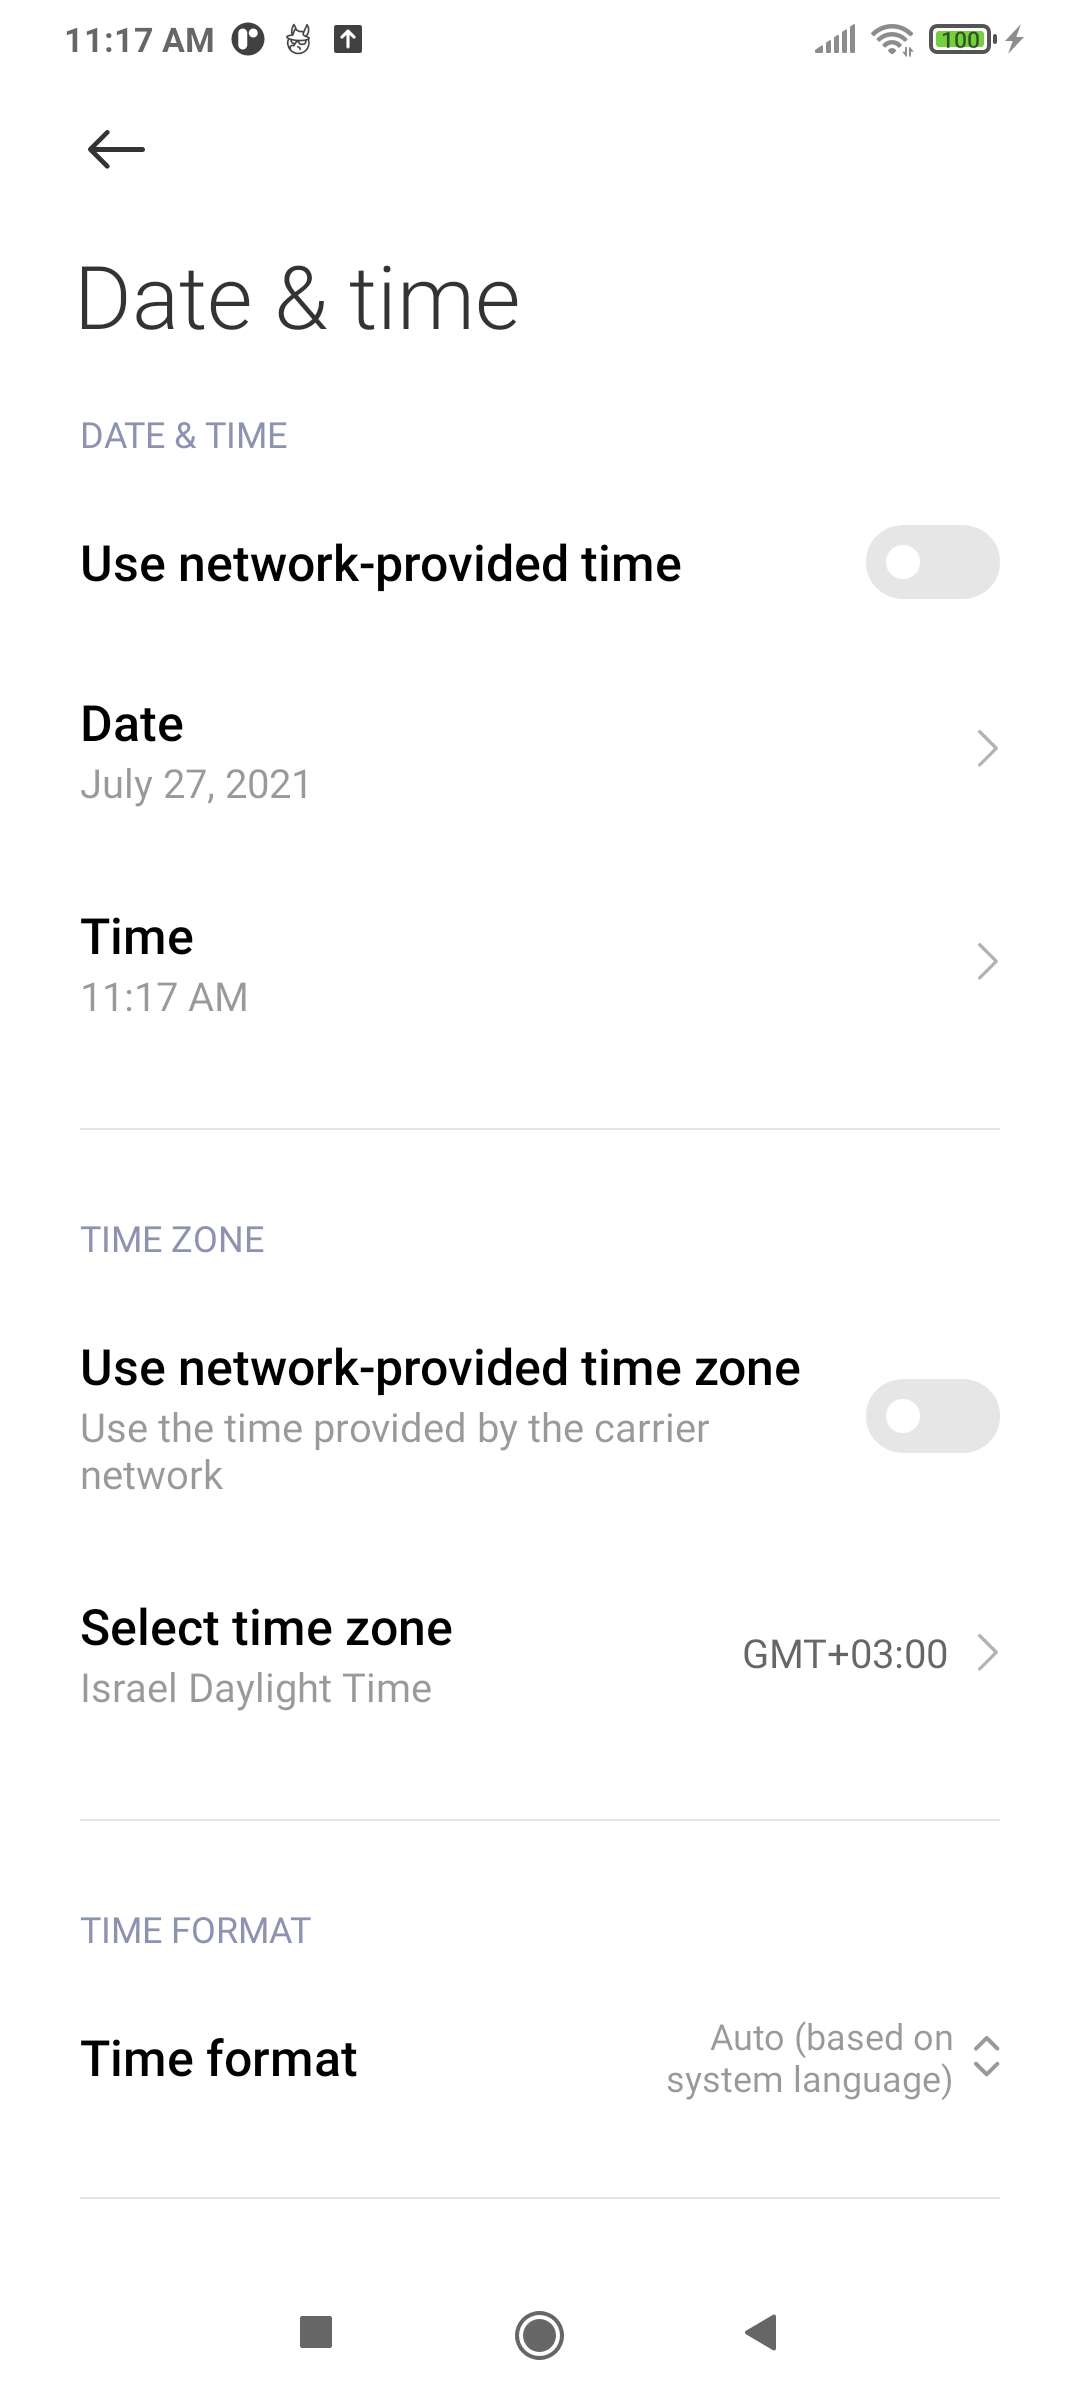 11:17 AM
100
Date & time
DATE & TIME
Use network-provided time
Date
July 27, 2021
Time
11:17 AM
TIME ZONE
Use network-provided time zone
Use the time provided by the carrier
network
Select time zone
Israel Daylight Time
GMT+03:00
TIME FORMAT
Time format
Auto (based on
system language)